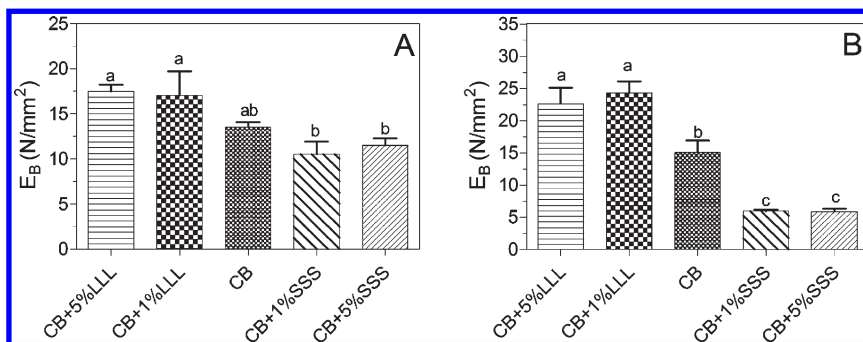 A
E_B (N/mm²)
25
20
15
10
5
0
a
a
ab
b
b
CB+5%LLL
CB+1%LLL
CB
CB+1%SSS
CB+5%SSS
B
E_B (N/mm²)
35
30
25
20
15
10
5
0
a
a
b
c
c
CB+5%LLL
CB+1%LLL
CB
CB+1%SSS
CB+5%SSS